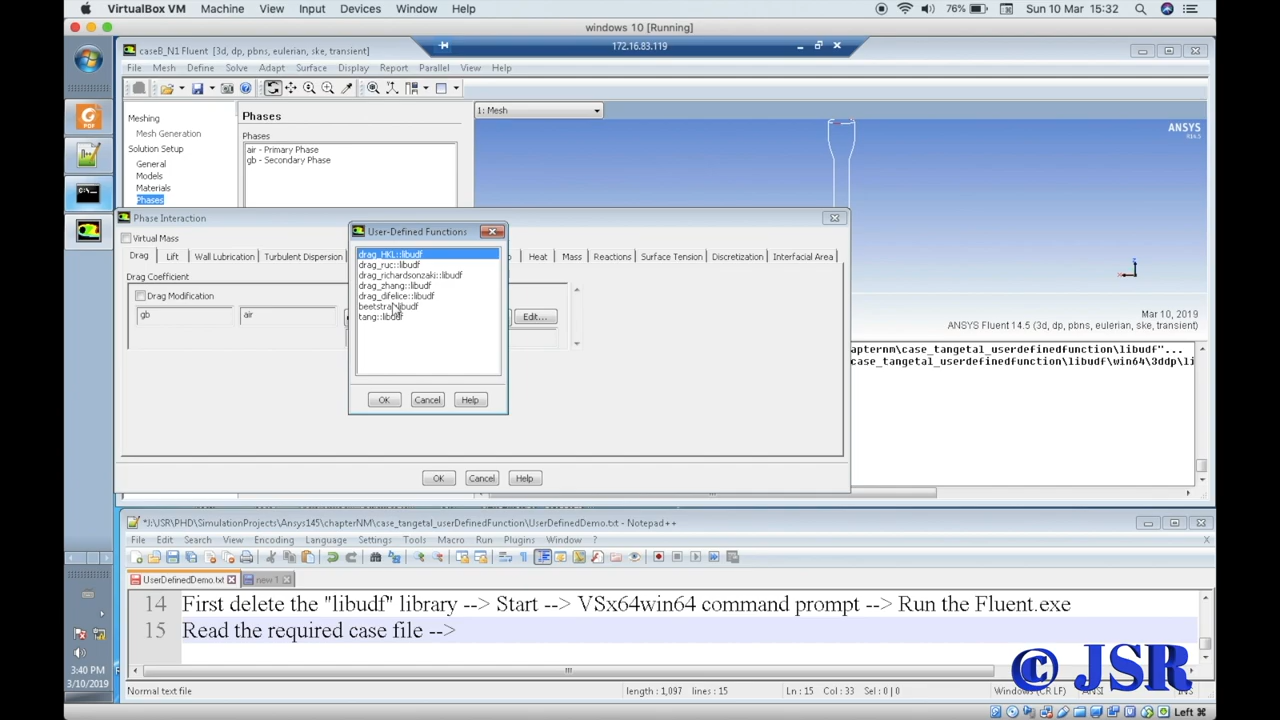 VirtualBox VM Machine View Input Devices Window Help 76% Sun 10 Mar 15:32
windows 10 [Running]
caseB_N1 Fluent [3d, dp, pbns, eulerian, ske, transient]
172.16.83.119
File Mesh Define Solve Adapt Surface Display Report Parallel View Help
Meshing
Mesh Generation
Solution Setup
General
Models
Materials
Phases
Phases
Phases
air - Primary Phase
gb - Secondary Phase
1: Mesh
ANSYS
Phase Interaction
Virtual Mass
Drag Lift Wall Lubrication Turbulent Dispersion Heat Mass Reactions Surface Tension Discretization Interfacial Area
Drag Coefficient
Drag Modification
gb air Edit...
OK Cancel Help
User-Defined Functions
drag_HKL::libudf
drag_ruc::libudf
drag_richardsonzaki::libudf
drag_zhang::libudf
drag_difelice::libudf
tang::libudf
OK Cancel Help
Mar 10, 2019
ANSYS Fluent 14.5 (3d, dp, pbns, eulerian, ske, transient)
apternm\case_tangetal_userdefinedfunction\libudf"...
apternm\case_tangetal_userdefinedfunction\libudf\win64\3ddp\li
*J:\JSR\PHD\SimulationProjects\Ansys145\chapterNM\case_tangetal_userDefinedFunction\UserDefinedDemo.txt - Notepad++
File Edit Search View Encoding Language Settings Tools Macro Run Plugins Window ? X
UserDefinedDemo.txt new 1
14 First delete the "libudf" library --> Start --> VSx64win64 command prompt --> Run the Fluent.exe
15 Read the required case file -->
Normal text file length : 1,097 lines : 15 Ln : 15 Col : 33 Sel : 0 | 0
3:40 PM
3/10/2019
© JSR
Left ⌘